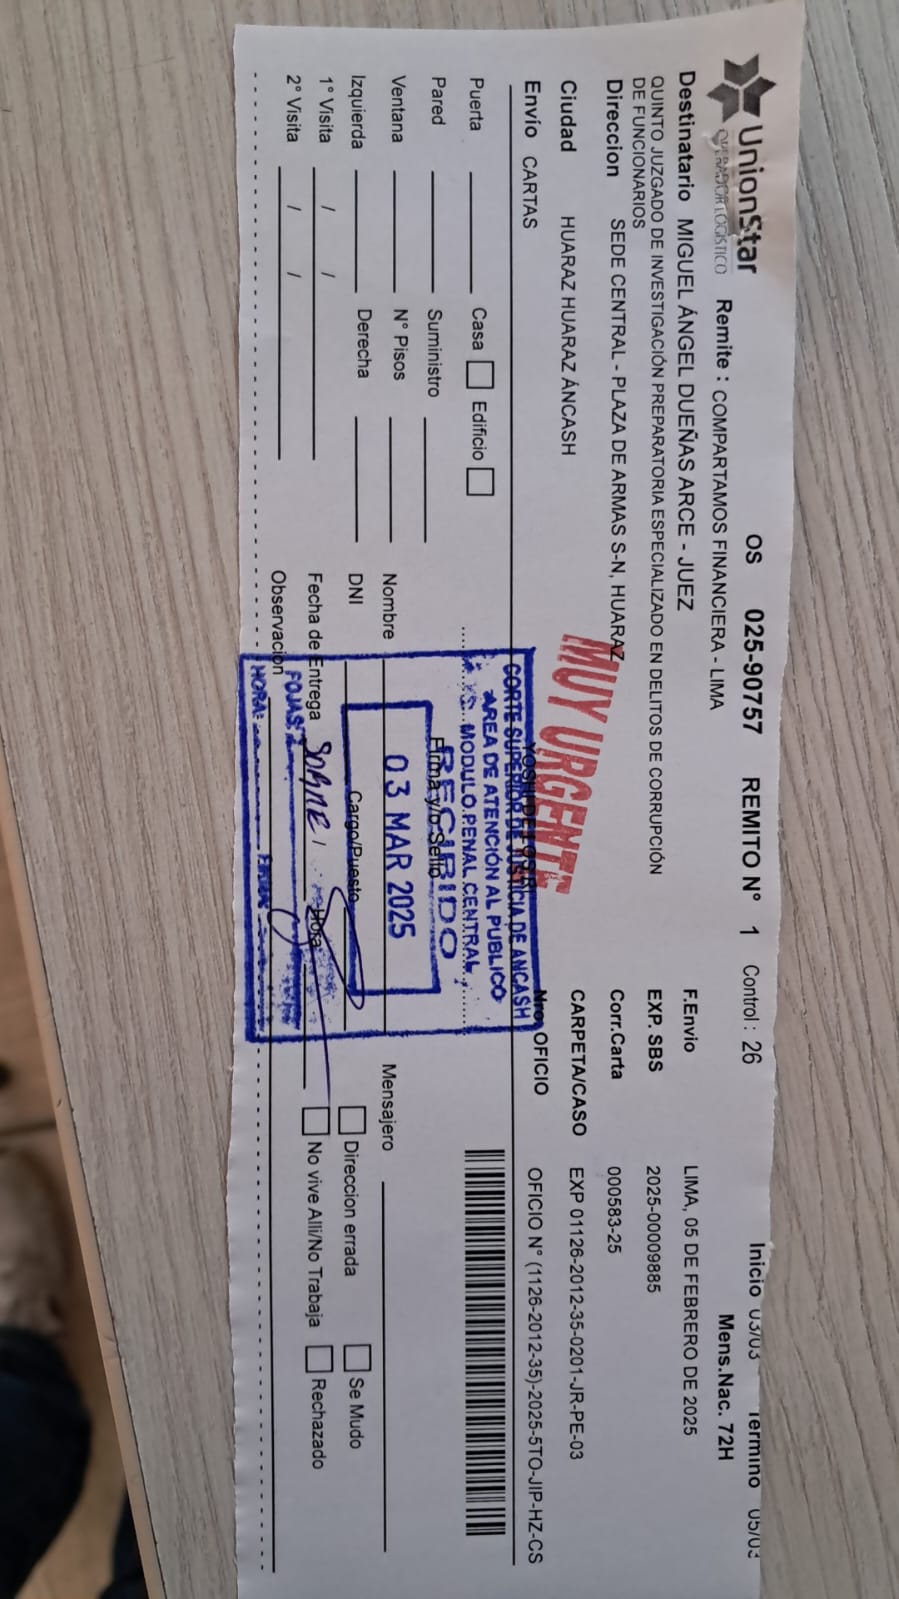 UnionStar
OPERADOR LOGISTICO
OS 025-90757 REMITO N° 1 Control : 26
Inicio 03/03 Termino 05/03
Remite : COMPARTAMOS FINANCIERA - LIMA
Mens.Nac. 72H
Destinatario MIGUEL ÁNGEL DUEÑAS ARCE - JUEZ
F.Envio LIMA, 05 DE FEBRERO DE 2025
QUINTO JUZGADO DE INVESTIGACIÓN PREPARATORIA ESPECIALIZADO EN DELITOS DE CORRUPCIÓN
DE FUNCIONARIOS
EXP. SBS 2025-00009885
Direccion SEDE CENTRAL - PLAZA DE ARMAS S-N, HUARAZ
Corr.Carta 000583-25
Ciudad HUARAZ HUARAZ ÁNCASH
CARPETA/CASO EXP 01126-2012-35-0201-JR-PE-03
Envio CARTAS
Nro. OFICIO OFICIO N° (1126-2012-35)-2025-5TO-JIP-HZ-CS
MUY URGENTE
Puerta Casa Edificio
Pared Suministro
Ventana N° Pisos
Izquierda Derecha
1° Visita / /
2° Visita / /
CORTE SUPERIOR DE JUSTICIA DE ANCASH
AREA DE ATENCIÓN AL PUBLICO
MODULO PENAL CENTRAL
RECIBIDO
03 MAR 2025
FOJAS:
HORA:
Firma y/o Sello
Nombre
Mensajero
DNI Cargo/Puesto
Direccion errada Se Mudo
Fecha de Entrega Hora
No vive Alli/No Trabaja Rechazado
Observacion